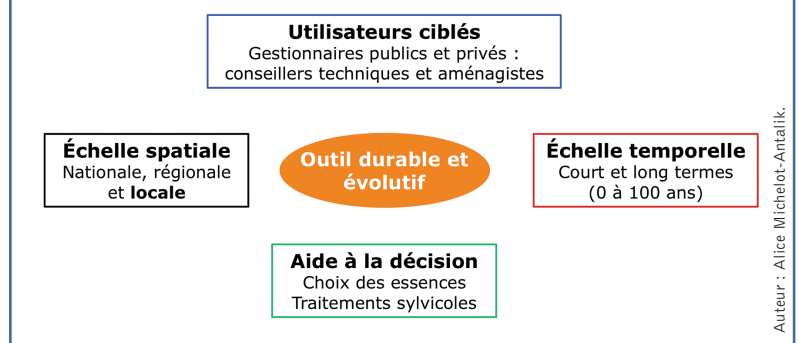 Utilisateurs ciblés
Gestionnaires publics et privés :
conseillers techniques et aménagistes
Échelle spatiale
Nationale, régionale
et locale
Outil durable et
évolutif
Échelle temporelle
Court et long termes
(0 à 100 ans)
Aide à la décision
Choix des essences
Traitements sylvicoles
Auteur : Alice Michelot-Antalik.